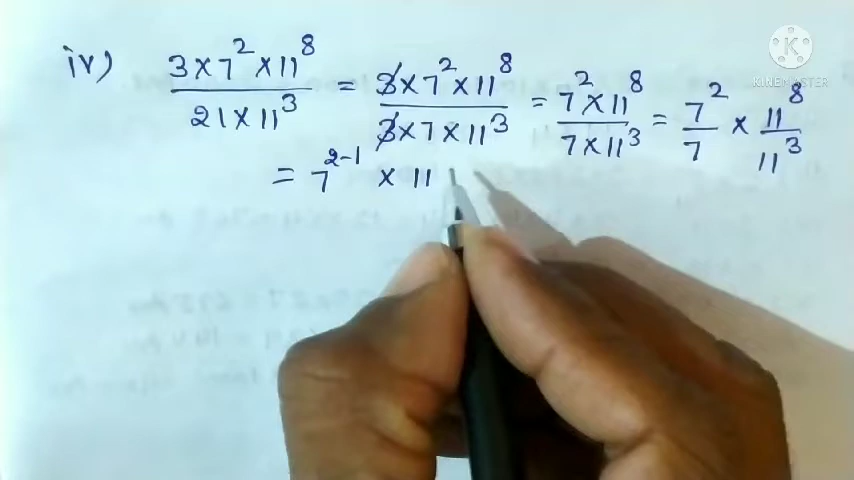 iv) 3×7²×11⁸ / 21×11³ = 3×7²×11⁸ / 3×7×11³ = 7²×11⁸ / 7×11³ = 7²/7 × 11⁸/11³
= 7²⁻¹ × 11
K
KINEMASTER